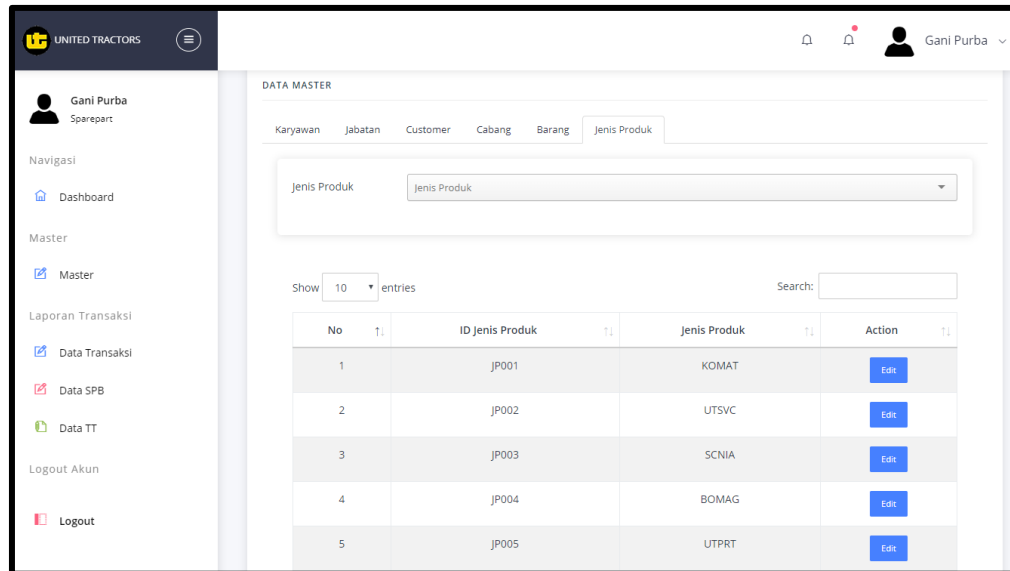 UNITED TRACTORS
Gani Purba
Gani Purba
Sparepart
Navigasi
Dashboard
Master
Master
Laporan Transaksi
Data Transaksi
Data SPB
Data TT
Logout Akun
Logout
DATA MASTER
Karyawan Jabatan Customer Cabang Barang Jenis Produk
Jenis Produk Jenis Produk
Show 10 entries Search:
No ID Jenis Produk Jenis Produk Action
1 JP001 KOMAT Edit
2 JP002 UTSVC Edit
3 JP003 SCNIA Edit
4 JP004 BOMAG Edit
5 JP005 UTPRT Edit